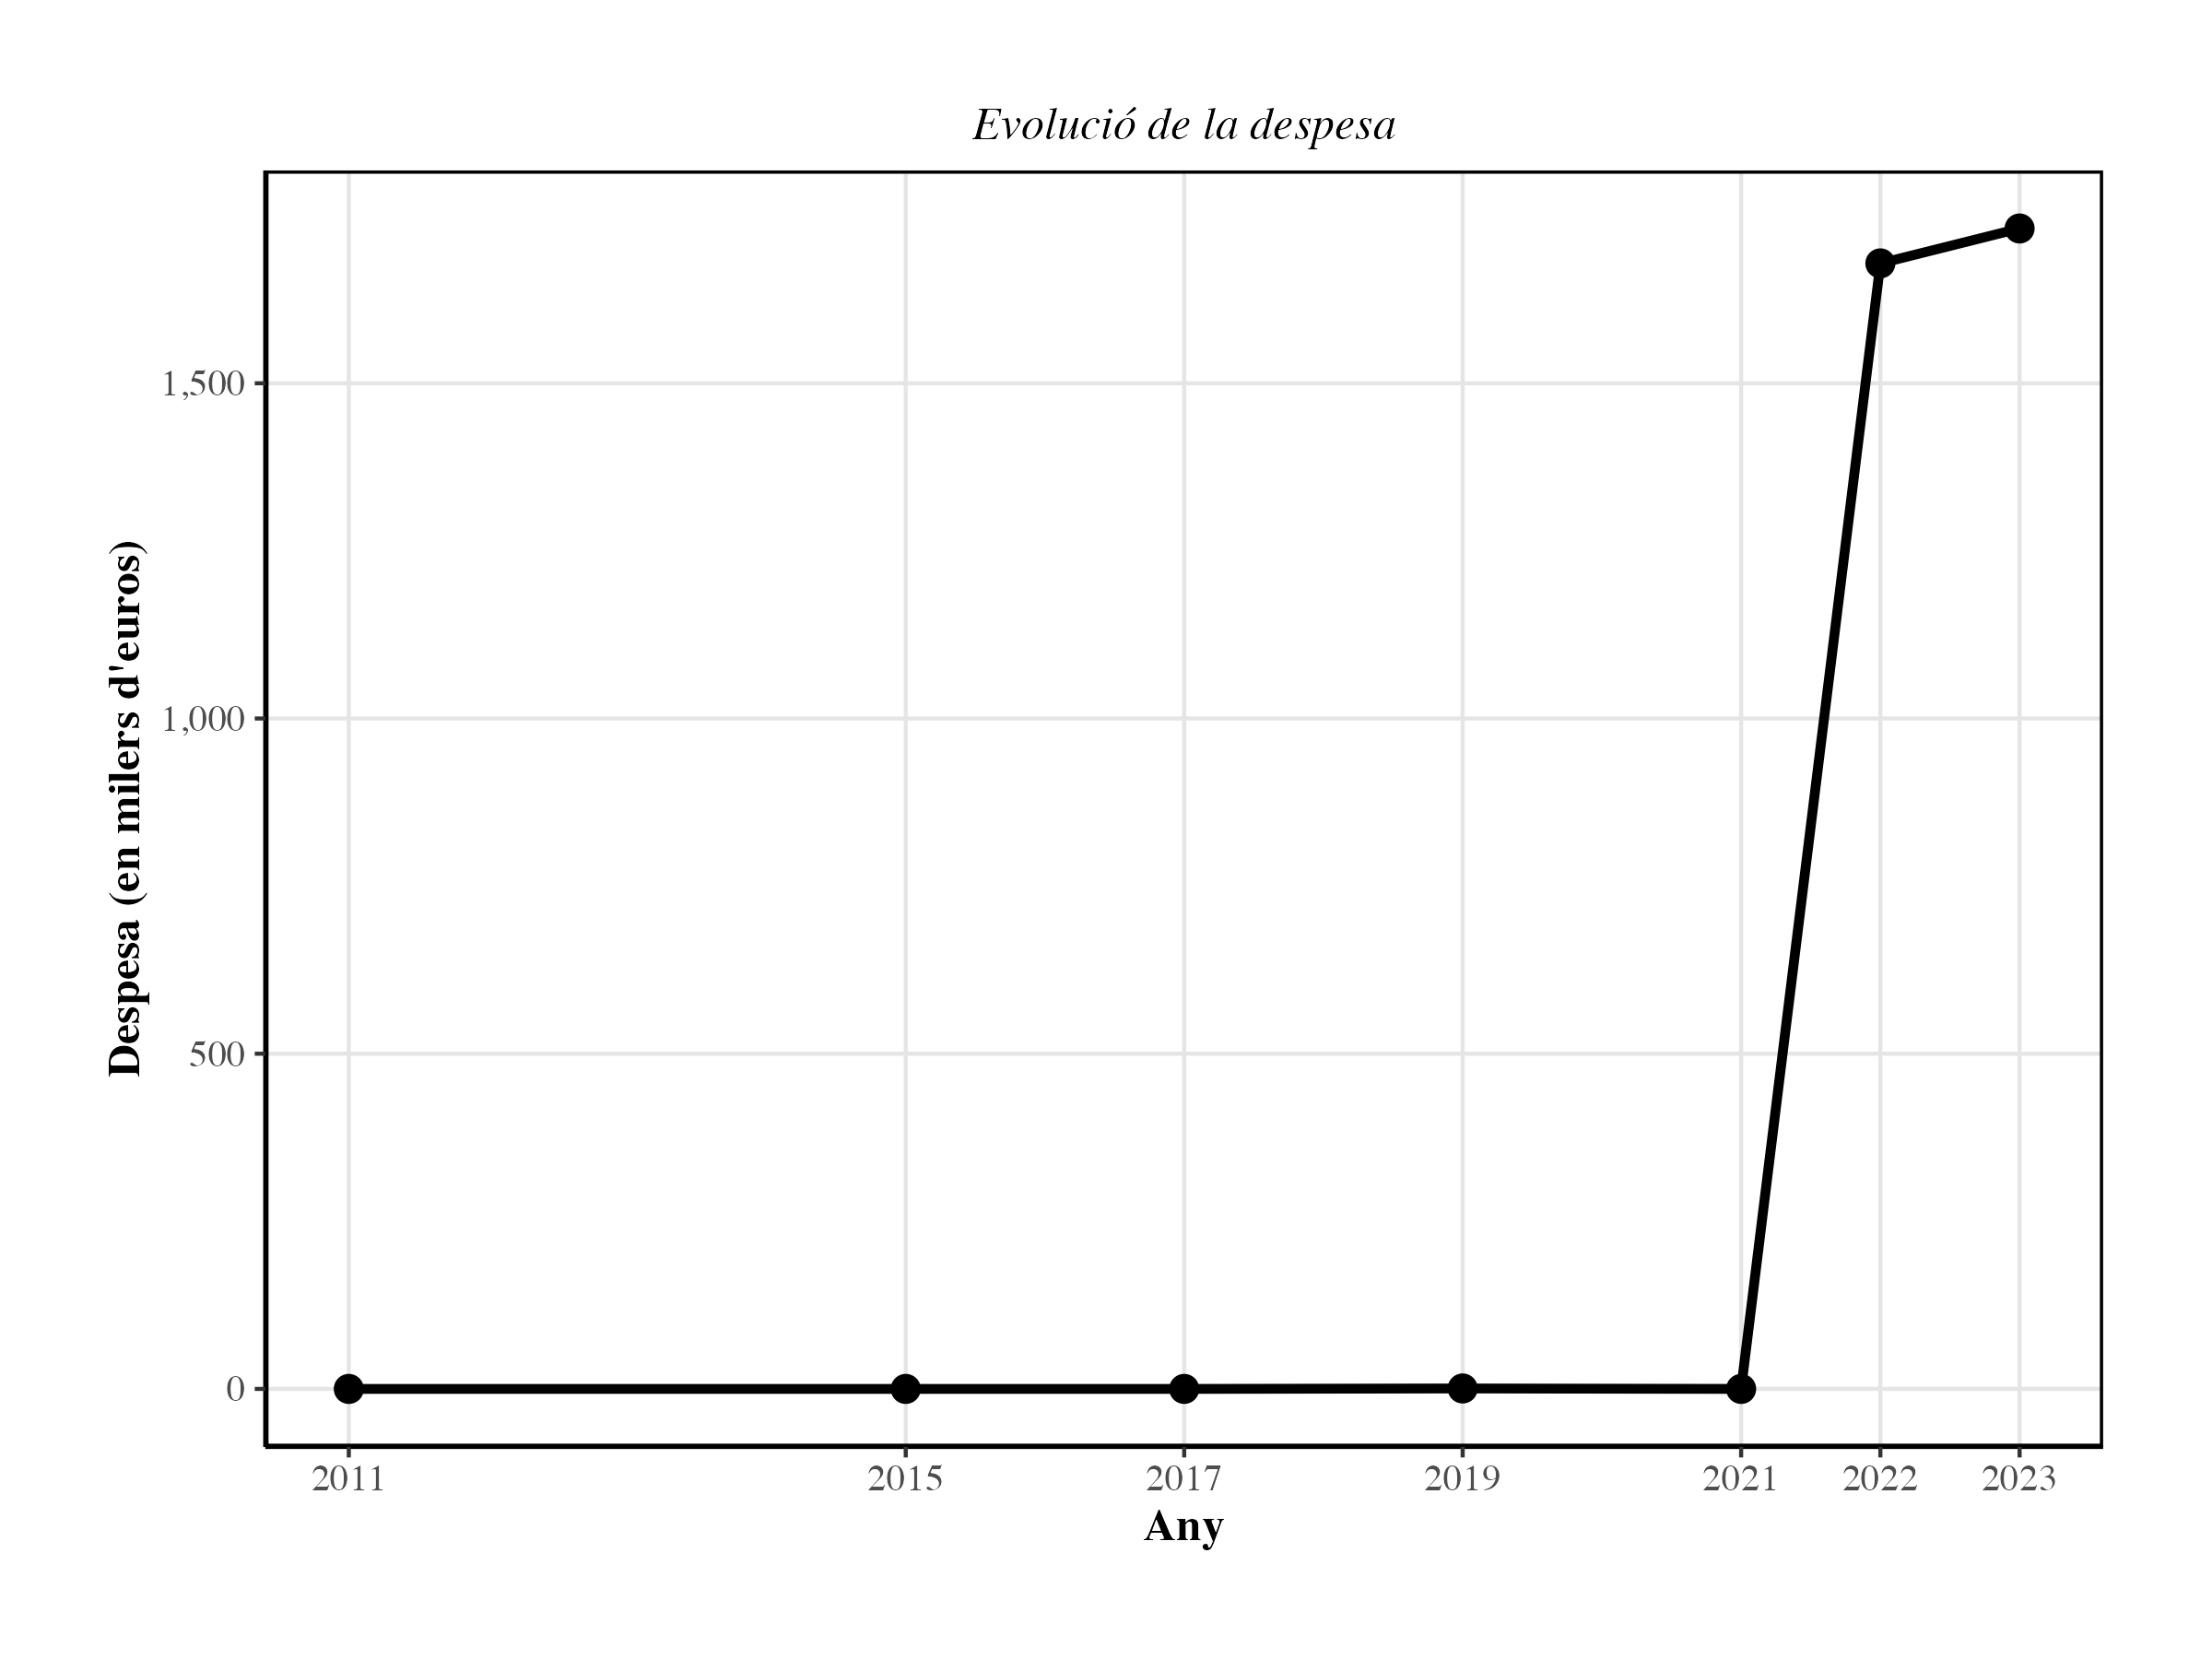 Evolució de la despesa
Despesa (en milers d'euros)
1,500
1,000
500
0
2011 2015 2017 2019 2021 2022 2023
Any